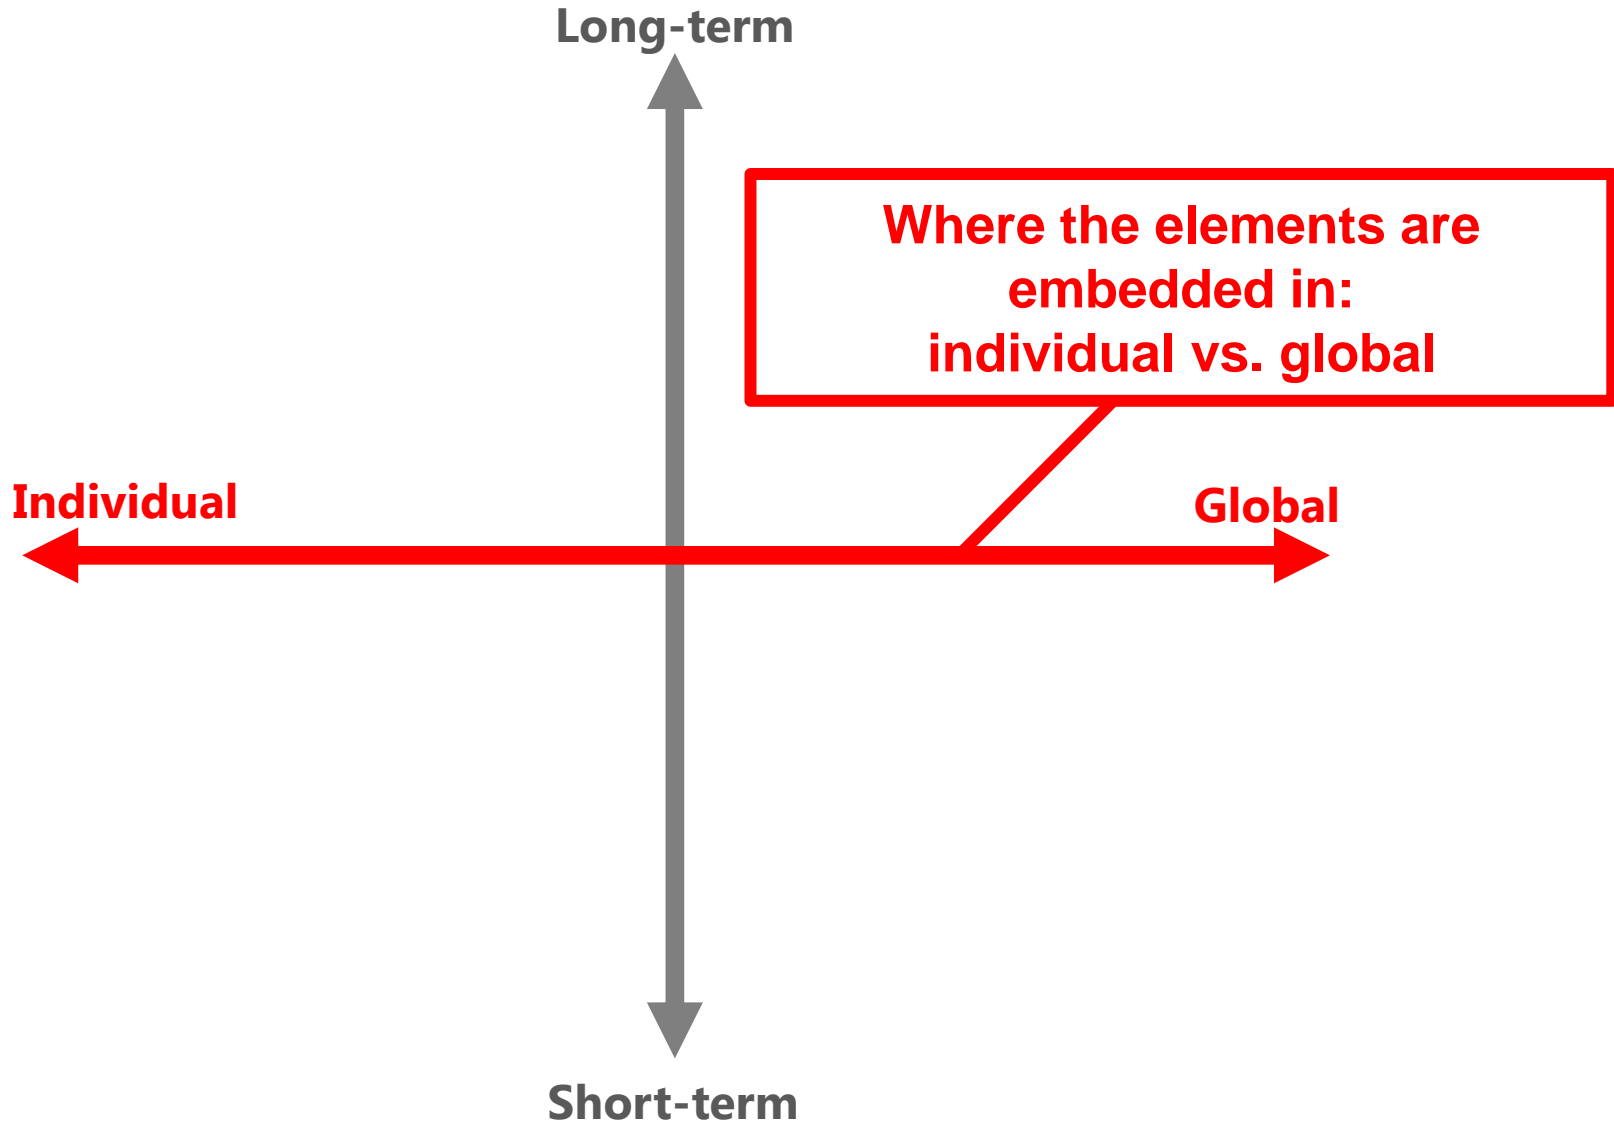 Long-term
Where the elements are
embedded in:
individual vs. global
Individual
Global
Short-term